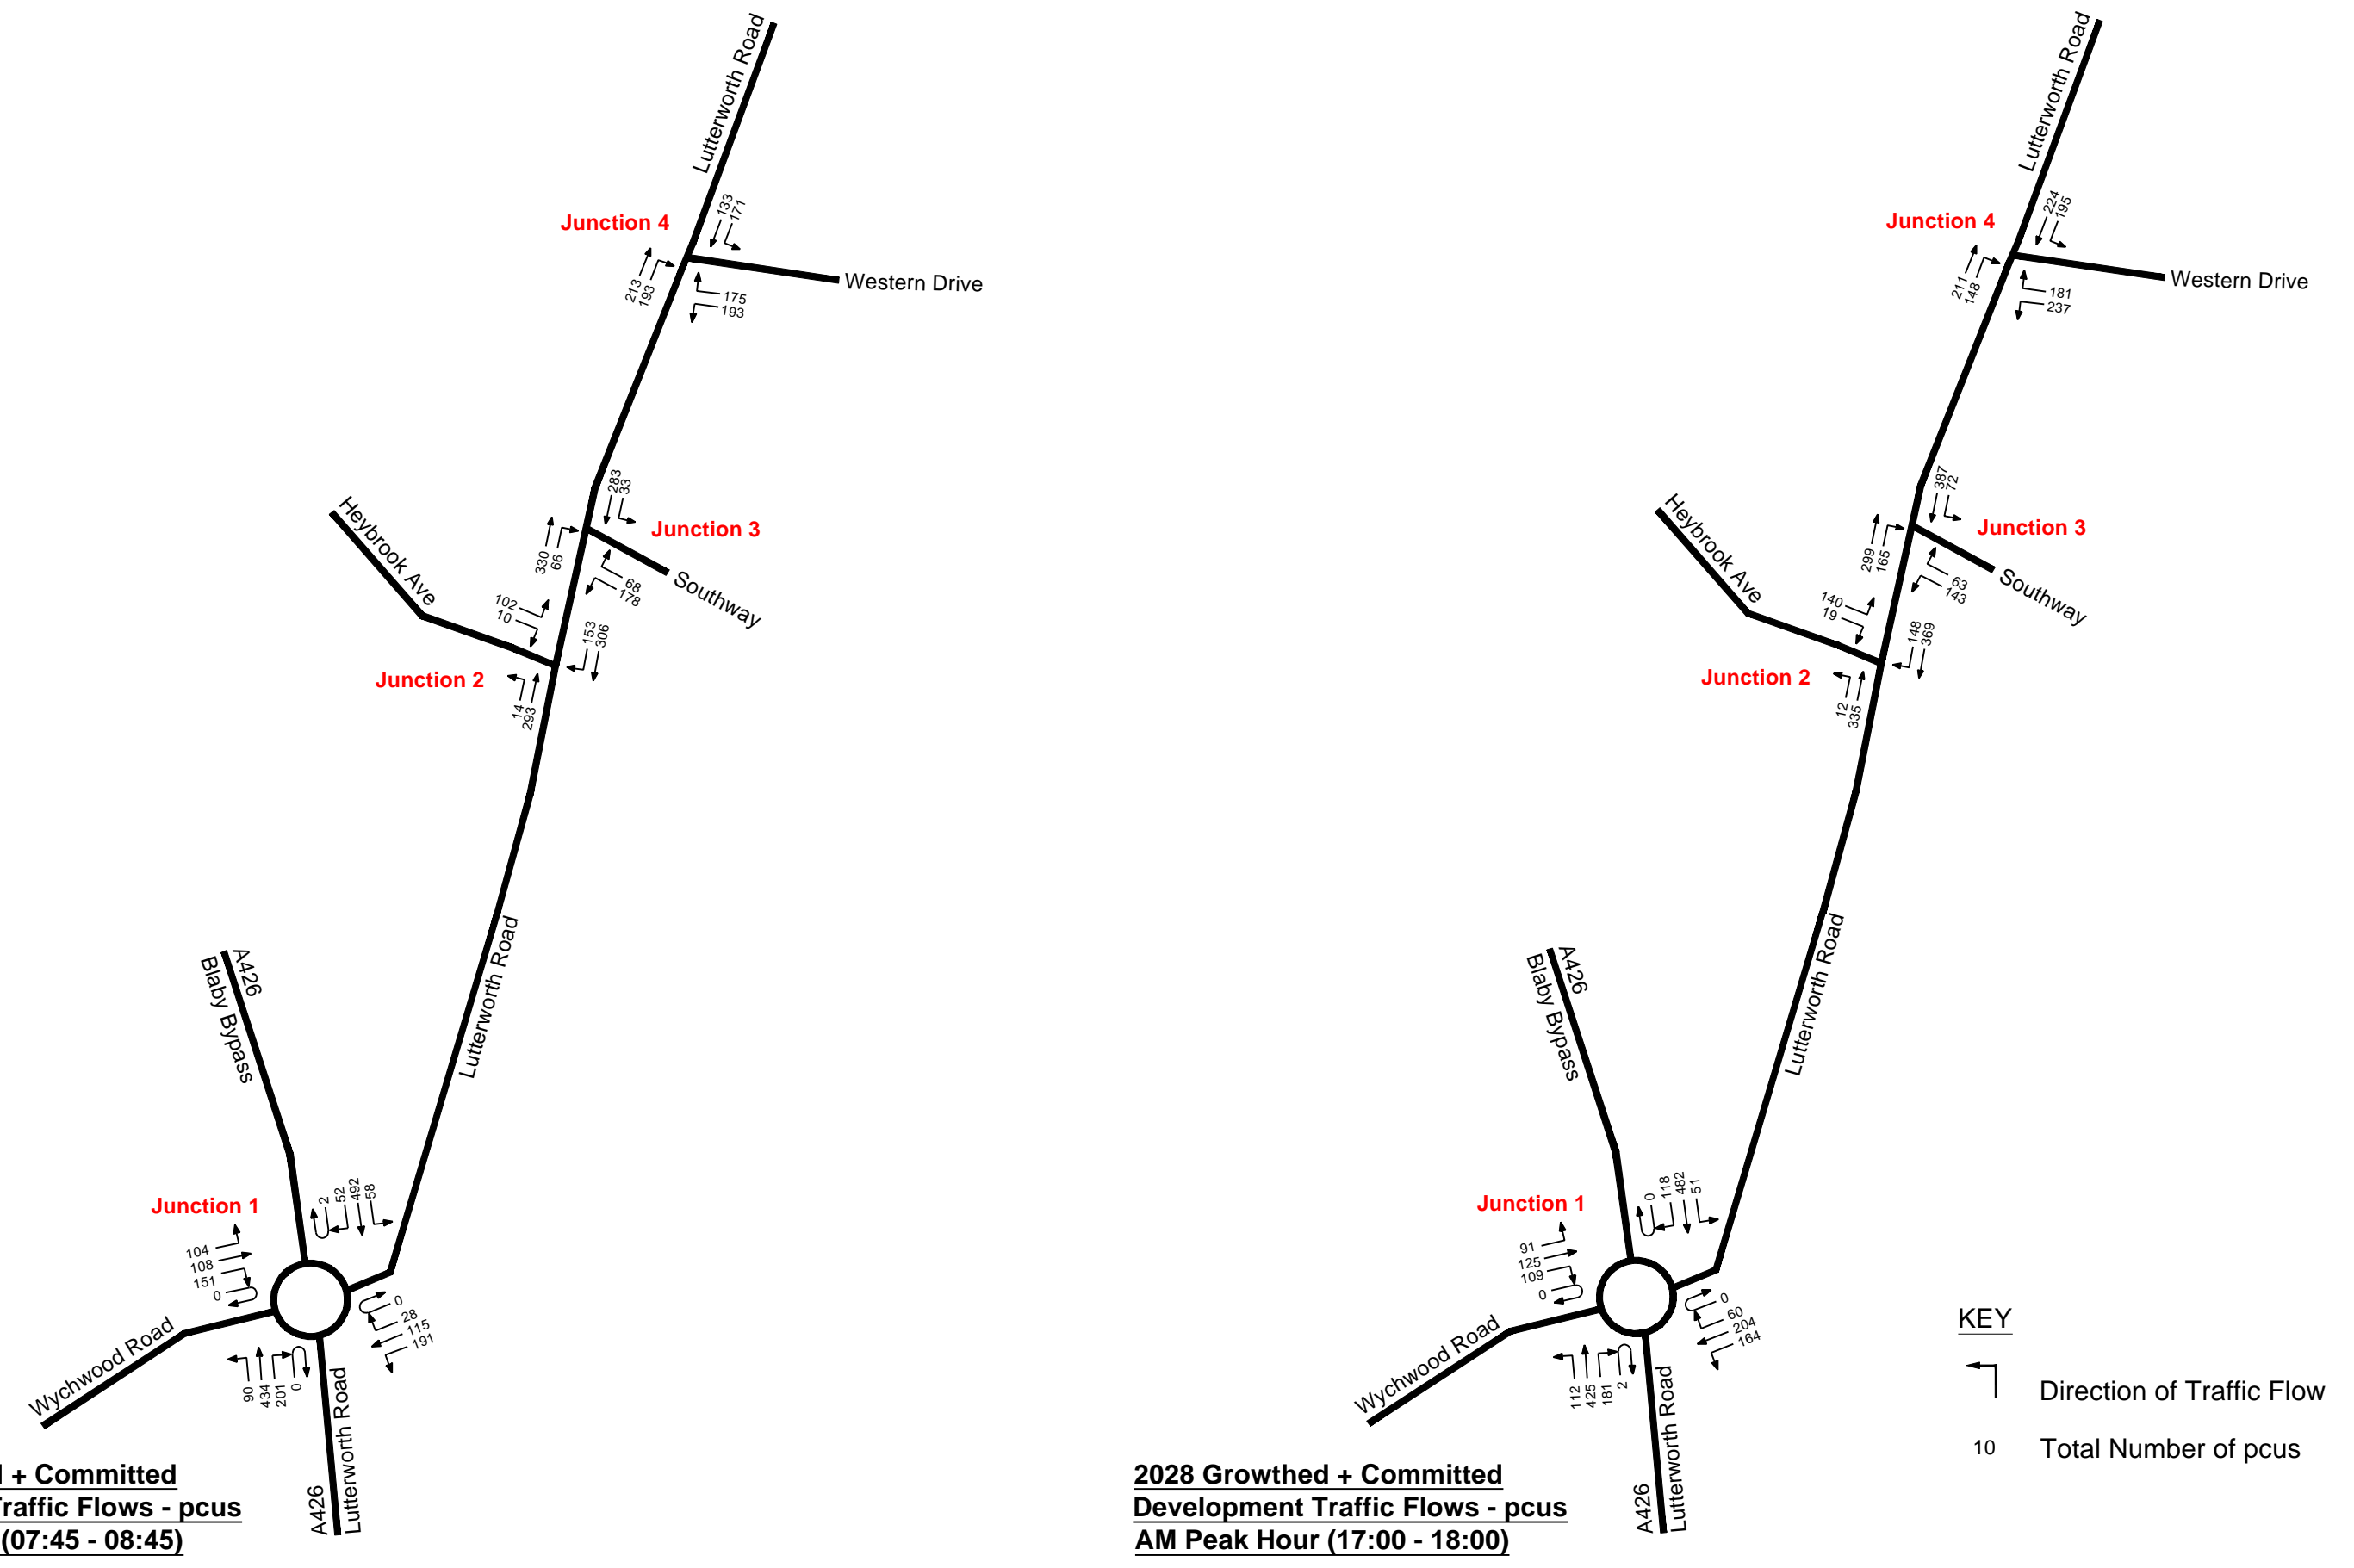 Lutterworth Road
Junction 4
133
171
213
193
Western Drive
175
193
283
33
Junction 3
330
66
Heybrook Ave
68
178
Southway
102
10
153
306
Junction 2
14
293
A426
Blaby Bypass
Lutterworth Road
Junction 1
2
52
492
58
104
108
151
0
0
28
115
191
Wychwood Road
90
434
201
0
A426
Lutterworth Road
+ Committed
Traffic Flows - pcus
(07:45 - 08:45)
Lutterworth Road
Junction 4
224
195
211
148
Western Drive
181
237
387
72
Junction 3
299
165
Heybrook Ave
63
143
Southway
140
19
148
369
Junction 2
12
335
A426
Blaby Bypass
Lutterworth Road
Junction 1
0
118
482
51
91
125
109
0
0
60
204
164
Wychwood Road
112
425
181
2
A426
Lutterworth Road
2028 Growthed + Committed
Development Traffic Flows - pcus
AM Peak Hour (17:00 - 18:00)
KEY
Direction of Traffic Flow
10 Total Number of pcus